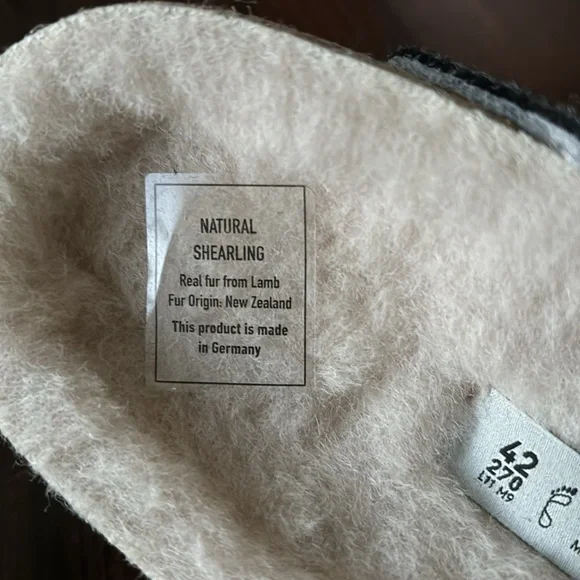 NATURAL
SHEARLING
Real fur from Lamb
Fur Origin: New Zealand
This product is made
in Germany
42
270
L11 M9
M